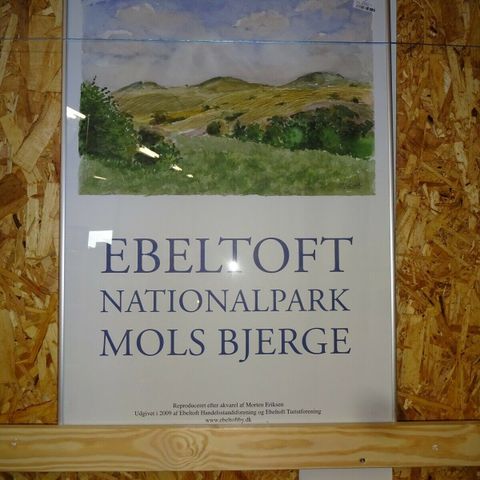 EBELTOFT
NATIONALPARK
MOLS BJERGE
Reproduceret efter akvarel af Morten Eriksen
Udgivet i 2009 af Ebeltoft Handelsstandsforening og Ebeltoft Turistforening
www.ebeltoftby.dk